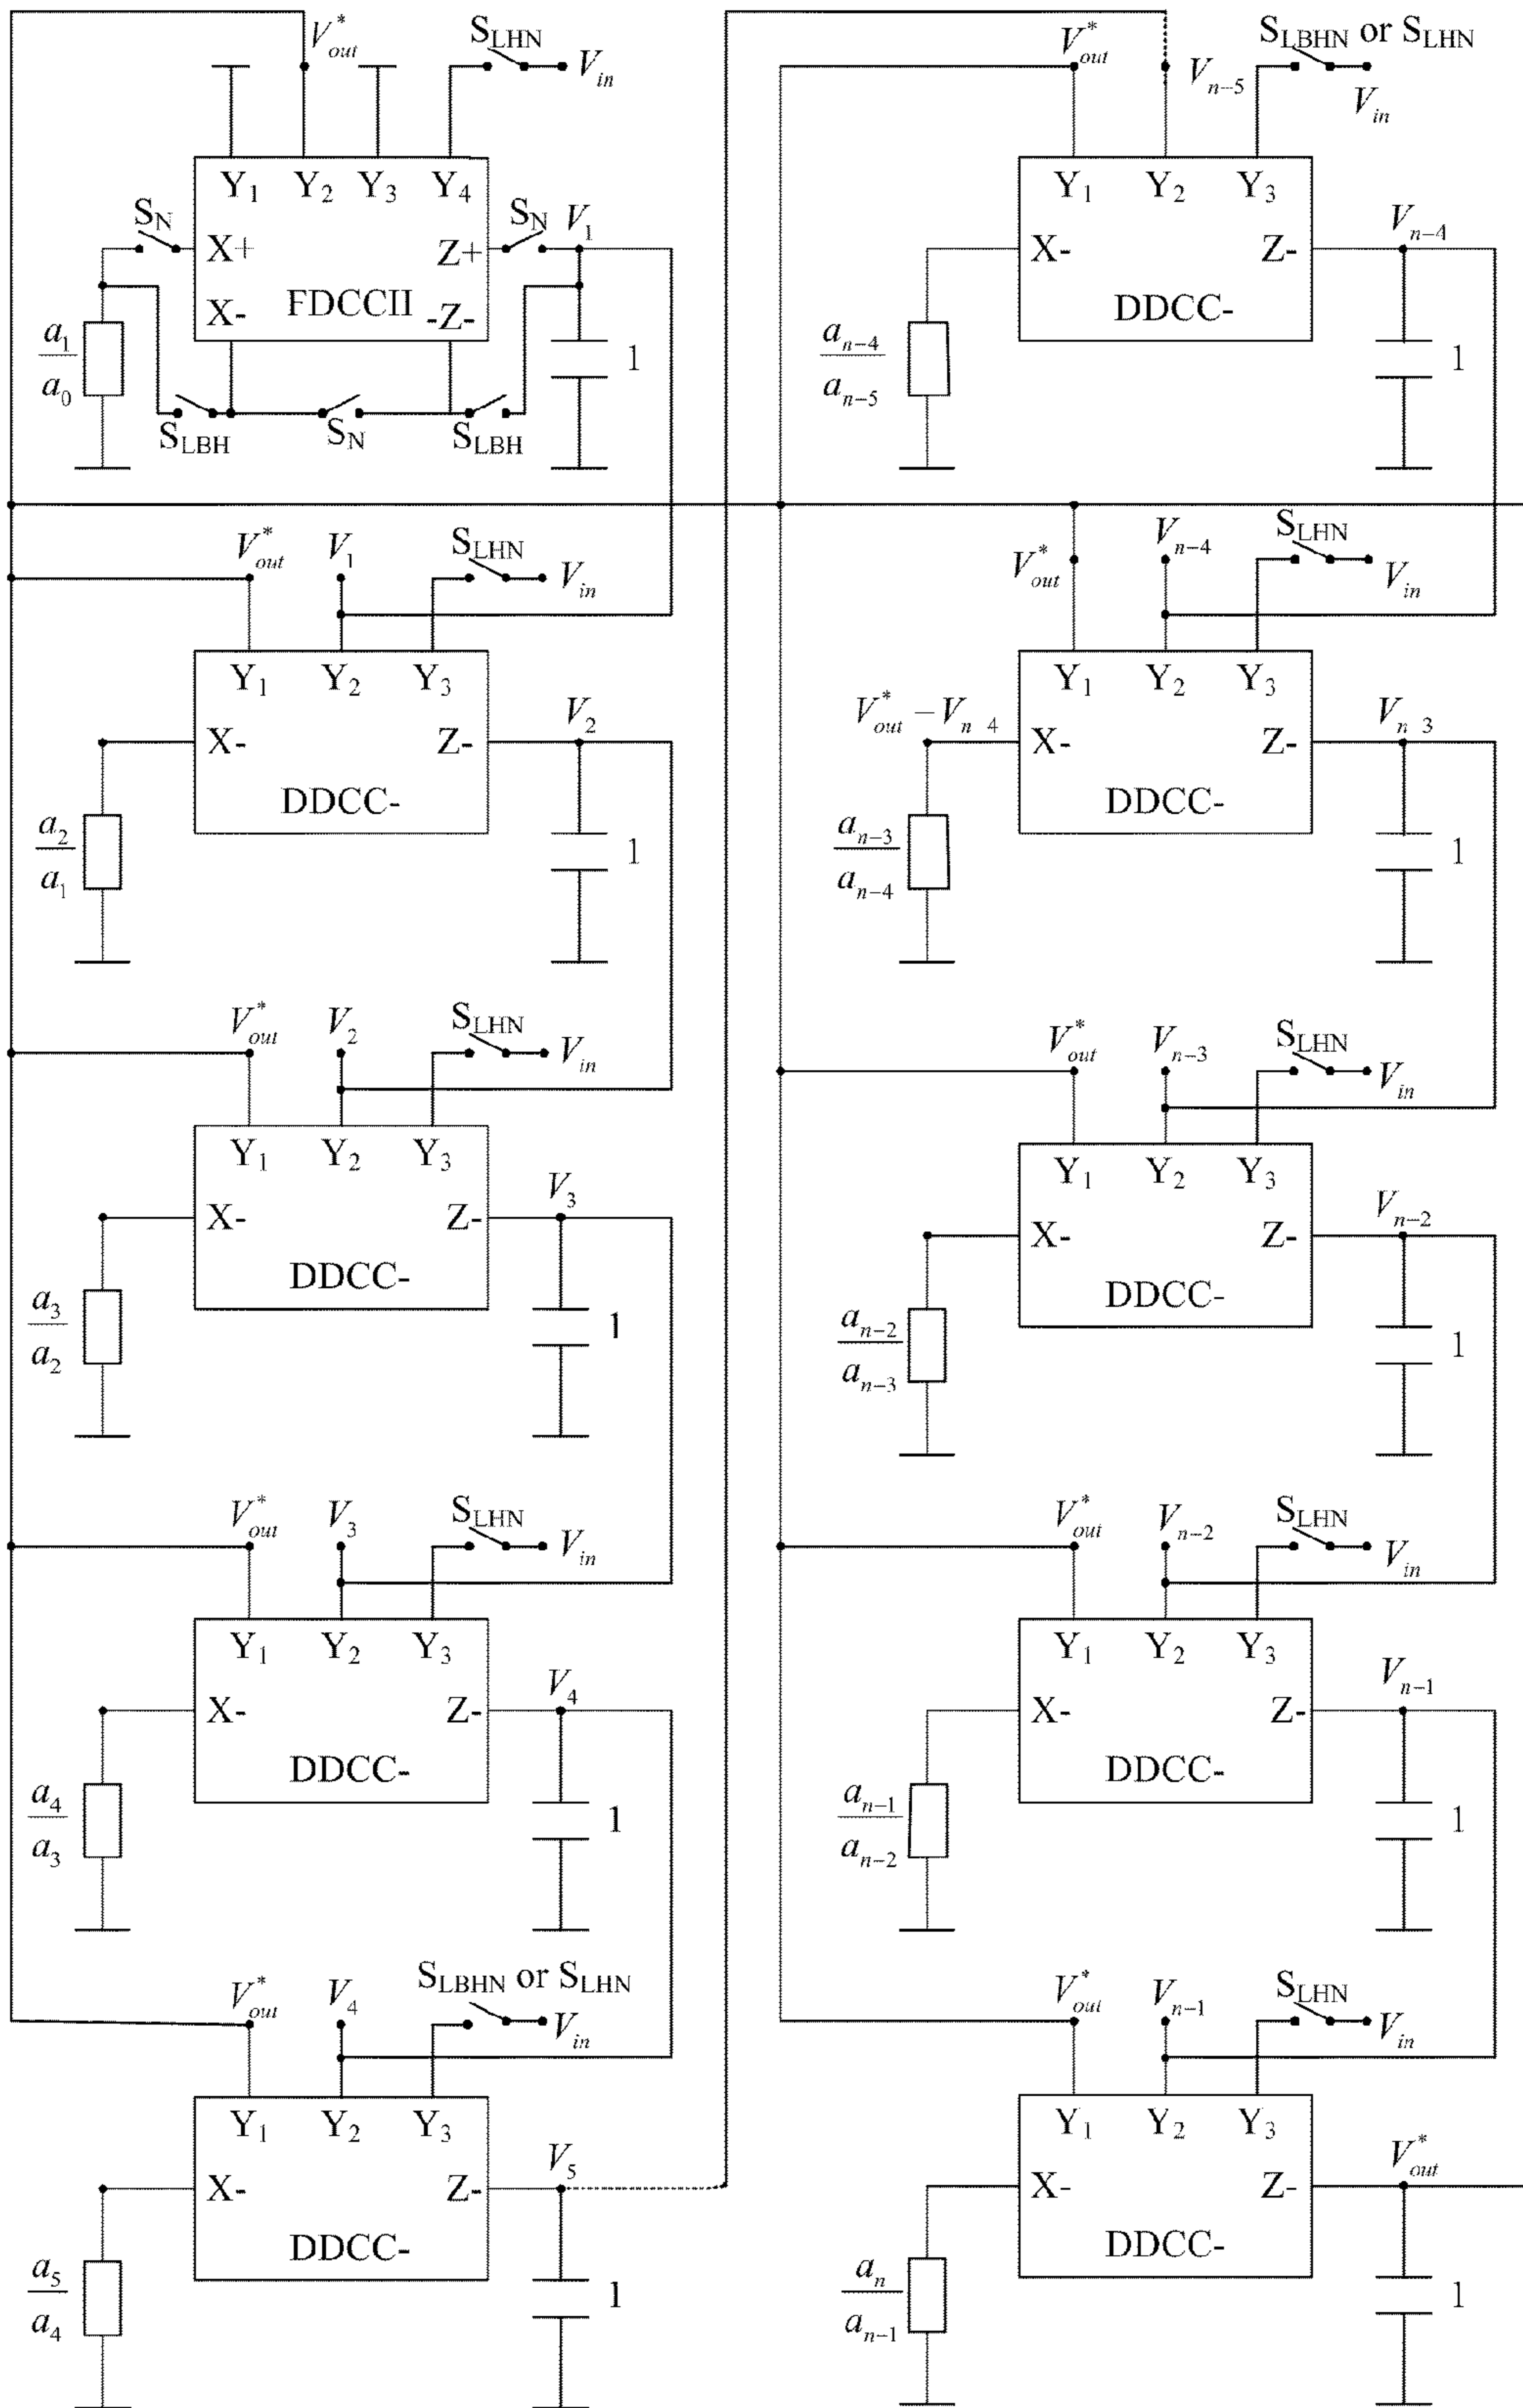 V*out
SLHN
Vin
Y1 Y2 Y3 Y4
SN
X+
Z+
SN
V1
X-
FDCCII
-Z-
a1
a0
1
SLBH
SN
SLBH
V*out
V1
SLHN
Vin
Y1 Y2 Y3
X-
Z-
V2
DDCC-
a2
a1
1
V*out
V2
SLHN
Vin
Y1 Y2 Y3
X-
Z-
V3
DDCC-
a3
a2
1
V*out
V3
SLHN
Vin
Y1 Y2 Y3
X-
Z-
V4
DDCC-
a4
a3
1
V*out
V4
SLBHN or SLHN
Vin
Y1 Y2 Y3
X-
Z-
V5
DDCC-
a5
a4
1
V*out
Vn-5
SLBHN or SLHN
Vin
Y1 Y2 Y3
X-
Z-
Vn-4
DDCC-
an-4
an-5
1
V*out
Vn-4
SLHN
Vin
Y1 Y2 Y3
V*out - Vn 4
X-
Z-
Vn 3
DDCC-
an-3
an-4
1
V*out
Vn-3
SLHN
Vin
Y1 Y2 Y3
X-
Z-
Vn-2
DDCC-
an-2
an-3
1
V*out
Vn-2
SLHN
Vin
Y1 Y2 Y3
X-
Z-
Vn-1
DDCC-
an-1
an-2
1
V*out
Vn-1
SLHN
Vin
Y1 Y2 Y3
X-
Z-
V*out
DDCC-
an
an-1
1